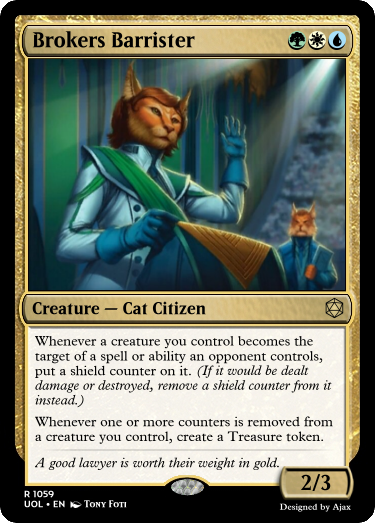 Brokers Barrister
Creature — Cat Citizen
Whenever a creature you control becomes the
target of a spell or ability an opponent controls,
put a shield counter on it. (If it would be dealt
damage or destroyed, remove a shield counter from it
instead.)
Whenever one or more counters is removed from
a creature you control, create a Treasure token.
A good lawyer is worth their weight in gold.
2/3
R 1059
UOL • EN Tony Foti
Designed by Ajax